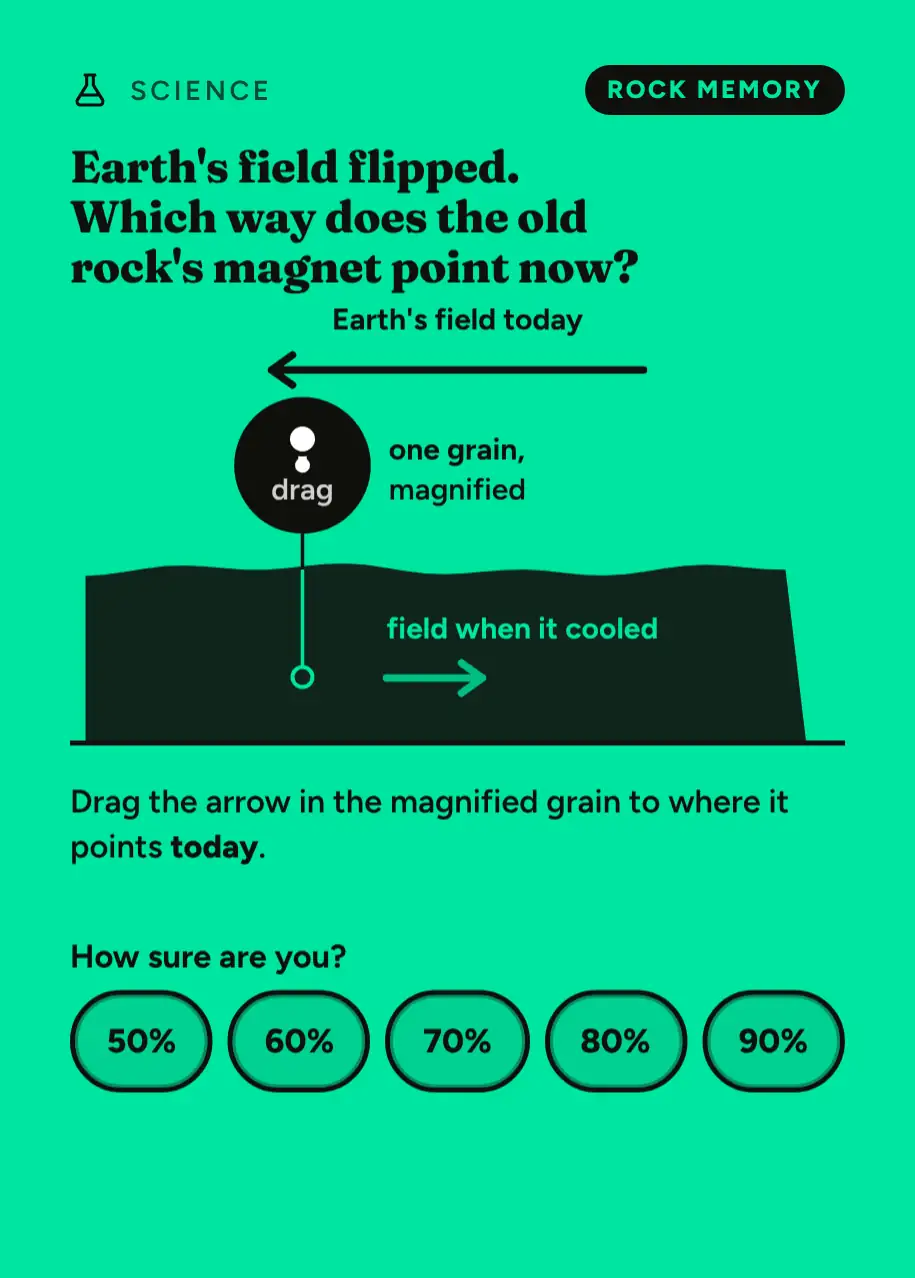 SCIENCE
ROCK MEMORY
Earth's field flipped.
Which way does the old
rock's magnet point now?
Earth's field today
one grain,
magnified
drag
field when it cooled
Drag the arrow in the magnified grain to where it
points today.
How sure are you?
50%
60%
70%
80%
90%